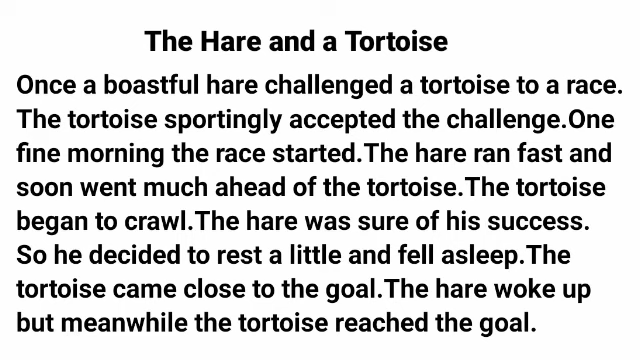 The Hare and a Tortoise
Once a boastful hare challenged a tortoise to a race.
The tortoise sportingly accepted the challenge.One
fine morning the race started.The hare ran fast and
soon went much ahead of the tortoise.The tortoise
began to crawl.The hare was sure of his success.
So he decided to rest a little and fell asleep.The
tortoise came close to the goal.The hare woke up
but meanwhile the tortoise reached the goal.